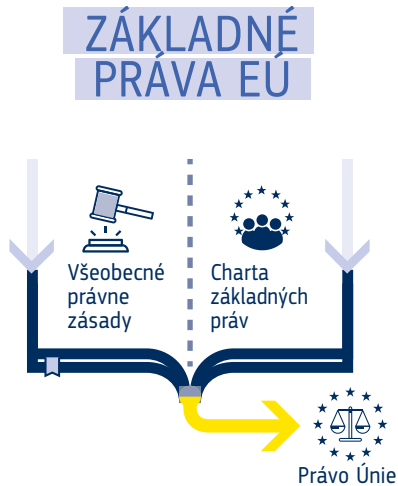 ZÁKLADNÉ
PRÁVA EÚ
Všeobecné
právne
zásady
Charta
základných
práv
Právo Únie